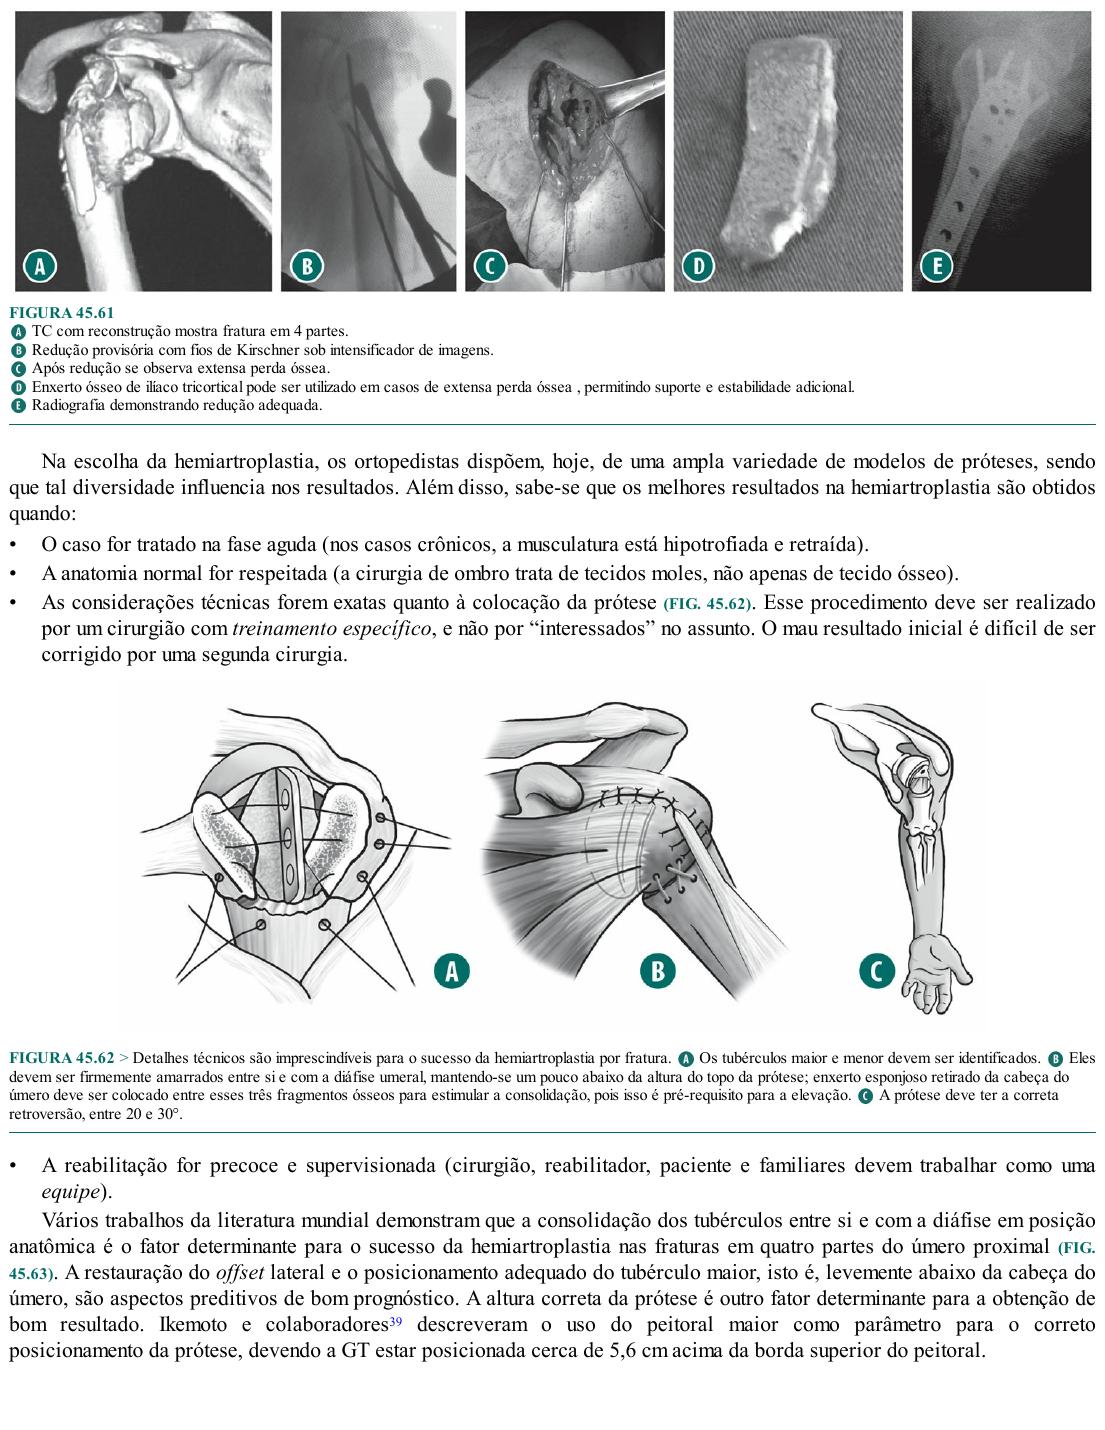 A
B
C
D
E
FIGURA 45.61
A TC com reconstrução mostra fratura em 4 partes.
B Redução provisória com fios de Kirschner sob intensificador de imagens.
C Após redução se observa extensa perda óssea.
D Enxerto ósseo de ilíaco tricortical pode ser utilizado em casos de extensa perda óssea , permitindo suporte e estabilidade adicional.
E Radiografia demonstrando redução adequada.
Na escolha da hemiartroplastia, os ortopedistas dispõem, hoje, de uma ampla variedade de modelos de próteses, sendo
que tal diversidade influencia nos resultados. Além disso, sabe-se que os melhores resultados na hemiartroplastia são obtidos
quando:
• O caso for tratado na fase aguda (nos casos crônicos, a musculatura está hipotrofiada e retraída).
• A anatomia normal for respeitada (a cirurgia de ombro trata de tecidos moles, não apenas de tecido ósseo).
• As considerações técnicas forem exatas quanto à colocação da prótese (FIG. 45.62). Esse procedimento deve ser realizado
por um cirurgião com treinamento específico, e não por “interessados” no assunto. O mau resultado inicial é difícil de ser
corrigido por uma segunda cirurgia.
A
B
C
FIGURA 45.62 > Detalhes técnicos são imprescindíveis para o sucesso da hemiartroplastia por fratura. A Os tubérculos maior e menor devem ser identificados. B Eles
devem ser firmemente amarrados entre si e com a diáfise umeral, mantendo-se um pouco abaixo da altura do topo da prótese; enxerto esponjoso retirado da cabeça do
úmero deve ser colocado entre esses três fragmentos ósseos para estimular a consolidação, pois isso é pré-requisito para a elevação. C A prótese deve ter a correta
retroversão, entre 20 e 30°.
• A reabilitação for precoce e supervisionada (cirurgião, reabilitador, paciente e familiares devem trabalhar como uma
equipe).
Vários trabalhos da literatura mundial demonstram que a consolidação dos tubérculos entre si e com a diáfise em posição
anatômica é o fator determinante para o sucesso da hemiartroplastia nas fraturas em quatro partes do úmero proximal (FIG.
45.63). A restauração do offset lateral e o posicionamento adequado do tubérculo maior, isto é, levemente abaixo da cabeça do
úmero, são aspectos preditivos de bom prognóstico. A altura correta da prótese é outro fator determinante para a obtenção de
bom resultado. Ikemoto e colaboradores39 descreveram o uso do peitoral maior como parâmetro para o correto
posicionamento da prótese, devendo a GT estar posicionada cerca de 5,6 cm acima da borda superior do peitoral.